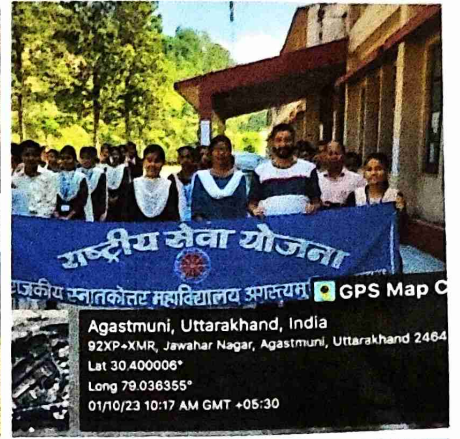 राष्ट्रीय सेवा योजना
राजकीय स्नातकोत्तर महाविद्यालय अगस्त्यमु
GPS Map C
Agastmuni, Uttarakhand, India
92XP+XMR, Jawahar Nagar, Agastmuni, Uttarakhand 2464
Lat 30.400006°
Long 79.036355°
01/10/23 10:17 AM GMT +05:30